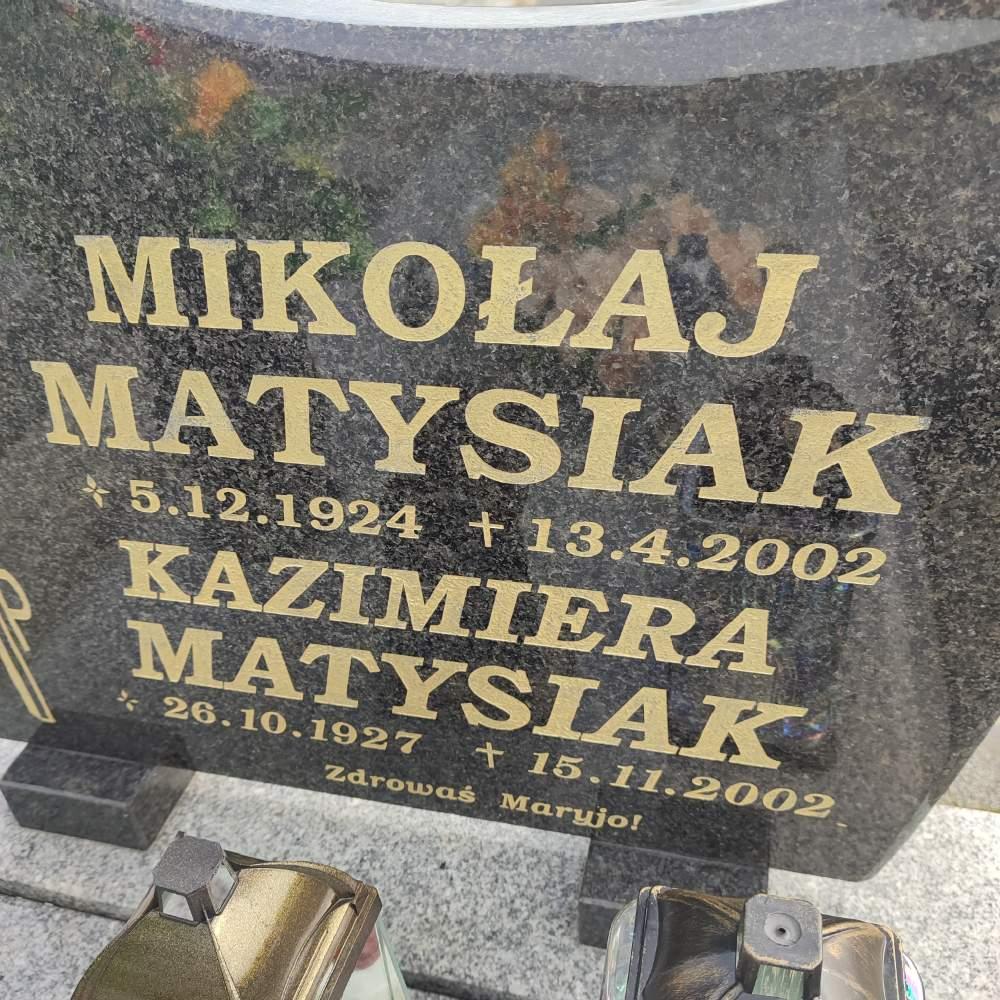 MIKOŁAJ
MATYSIAK
* 5.12.1924 † 13.4.2002
KAZIMIERA
MATYSIAK
* 26.10.1927 † 15.11.2002
Zdrowaś Maryjo!